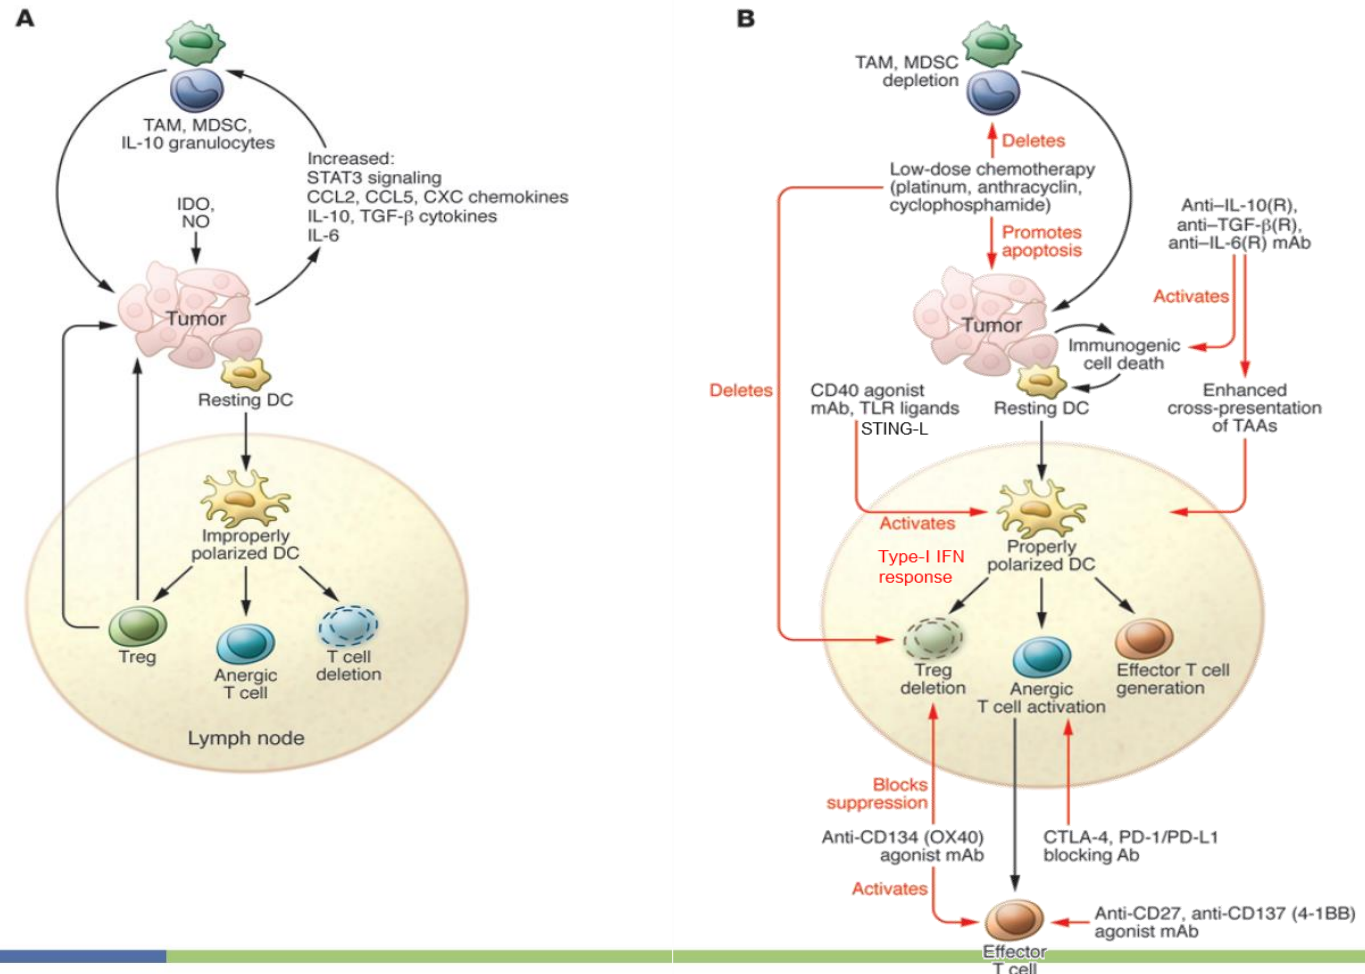 A
TAM, MDSC,
IL-10 granulocytes
Increased:
STAT3 signaling
CCL2, CCL5, CXC chemokines
IL-10, TGF-β cytokines
IL-6
IDO,
NO
Tumor
Resting DC
Improperly
polarized DC
Treg
Anergic
T cell
T cell
deletion
Lymph node
B
TAM, MDSC
depletion
Deletes
Low-dose chemotherapy
(platinum, anthracyclin,
cyclophosphamide)
Promotes
apoptosis
Anti–IL-10(R),
anti–TGF-β(R),
anti–IL-6(R) mAb
Activates
Tumor
Immunogenic
cell death
Deletes
CD40 agonist
mAb, TLR ligands
STING-L
Resting DC
Enhanced
cross-presentation
of TAAs
Activates
Type-I IFN
response
Properly
polarized DC
Treg
deletion
Anergic
T cell activation
Effector T cell
generation
Blocks
suppression
Anti-CD134 (OX40)
agonist mAb
CTLA-4, PD-1/PD-L1
blocking Ab
Activates
Anti-CD27, anti-CD137 (4-1BB)
agonist mAb
Effector
T cell